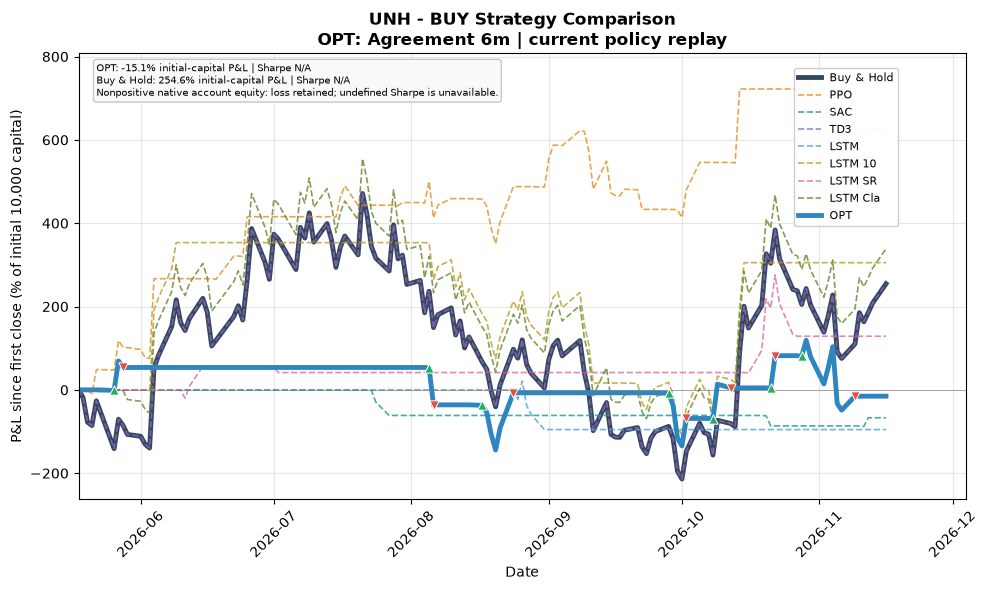 UNH - BUY Strategy Comparison
OPT: Agreement 6m | current policy replay
OPT: -15.1% initial-capital P&L | Sharpe N/A
Buy & Hold: 254.6% initial-capital P&L | Sharpe N/A
Nonpositive native account equity: loss retained; undefined Sharpe is unavailable.
Buy & Hold
PPO
SAC
TD3
LSTM
LSTM 10
LSTM SR
LSTM Cla
OPT
P&L since first close (% of initial 10,000 capital)
800
600
400
200
0
−200
2026-06
2026-07
2026-08
2026-09
2026-10
2026-11
2026-12
Date